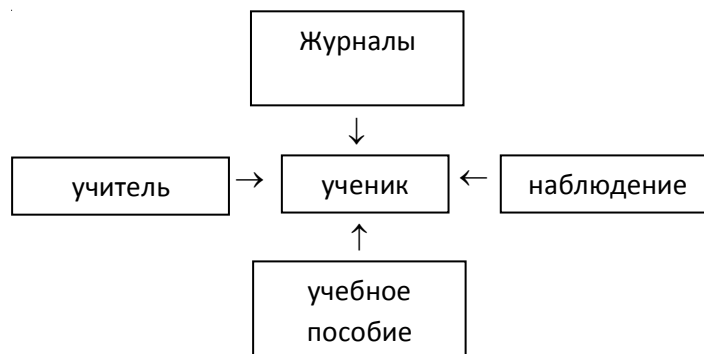 Журналы
учитель
ученик
наблюдение
учебное
пособие